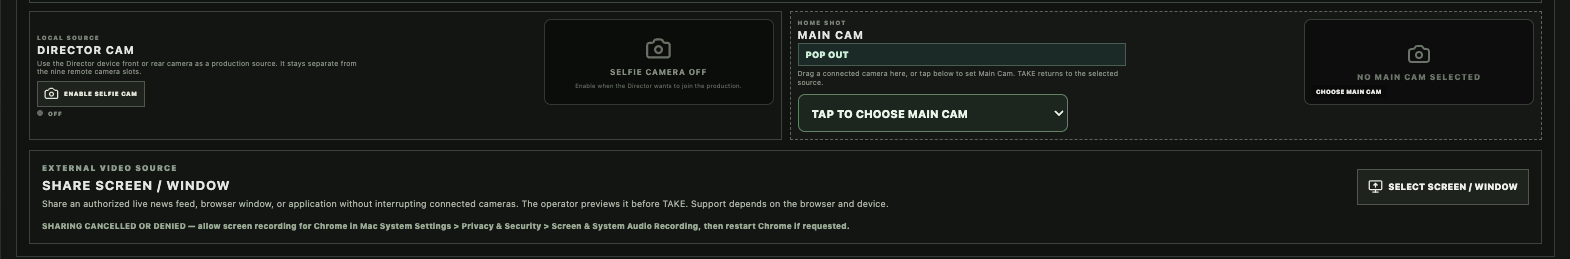 LOCAL SOURCE
DIRECTOR CAM
Use the Director device front or rear camera as a production source. It stays separate from
the nine remote camera slots.
ENABLE SELFIE CAM
OFF
SELFIE CAMERA OFF
Enable when the Director wants to join the production.
HOME SHOT
MAIN CAM
POP OUT
Drag a connected camera here, or tap below to set Main Cam. TAKE returns to the selected
source.
TAP TO CHOOSE MAIN CAM
NO MAIN CAM SELECTED
CHOOSE MAIN CAM
EXTERNAL VIDEO SOURCE
SHARE SCREEN / WINDOW
Share an authorized live news feed, browser window, or application without interrupting connected cameras. The operator previews it before TAKE. Support depends on the browser and device.
SHARING CANCELLED OR DENIED — allow screen recording for Chrome in Mac System Settings > Privacy & Security > Screen & System Audio Recording, then restart Chrome if requested.
SELECT SCREEN / WINDOW